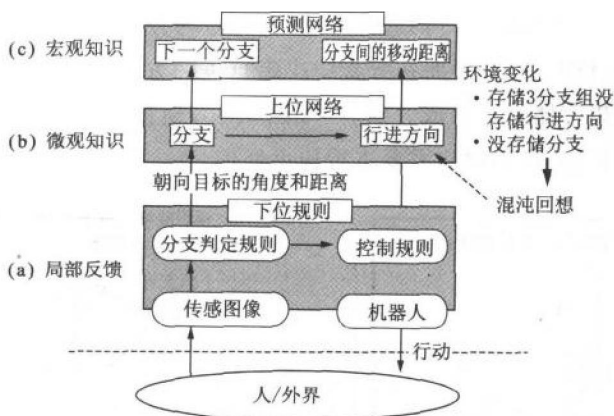 预测网络
(c) 宏观知识
下一个分支
分支间的移动距离
环境变化
• 存储3分支组没
存储行进方向
• 没存储分支
混沌回想
上位网络
(b) 微观知识
分支
行进方向
朝向目标的角度和距离
下位规则
分支判定规则
控制规则
(a) 局部反馈
传感图像
机器人
行动
人/外界